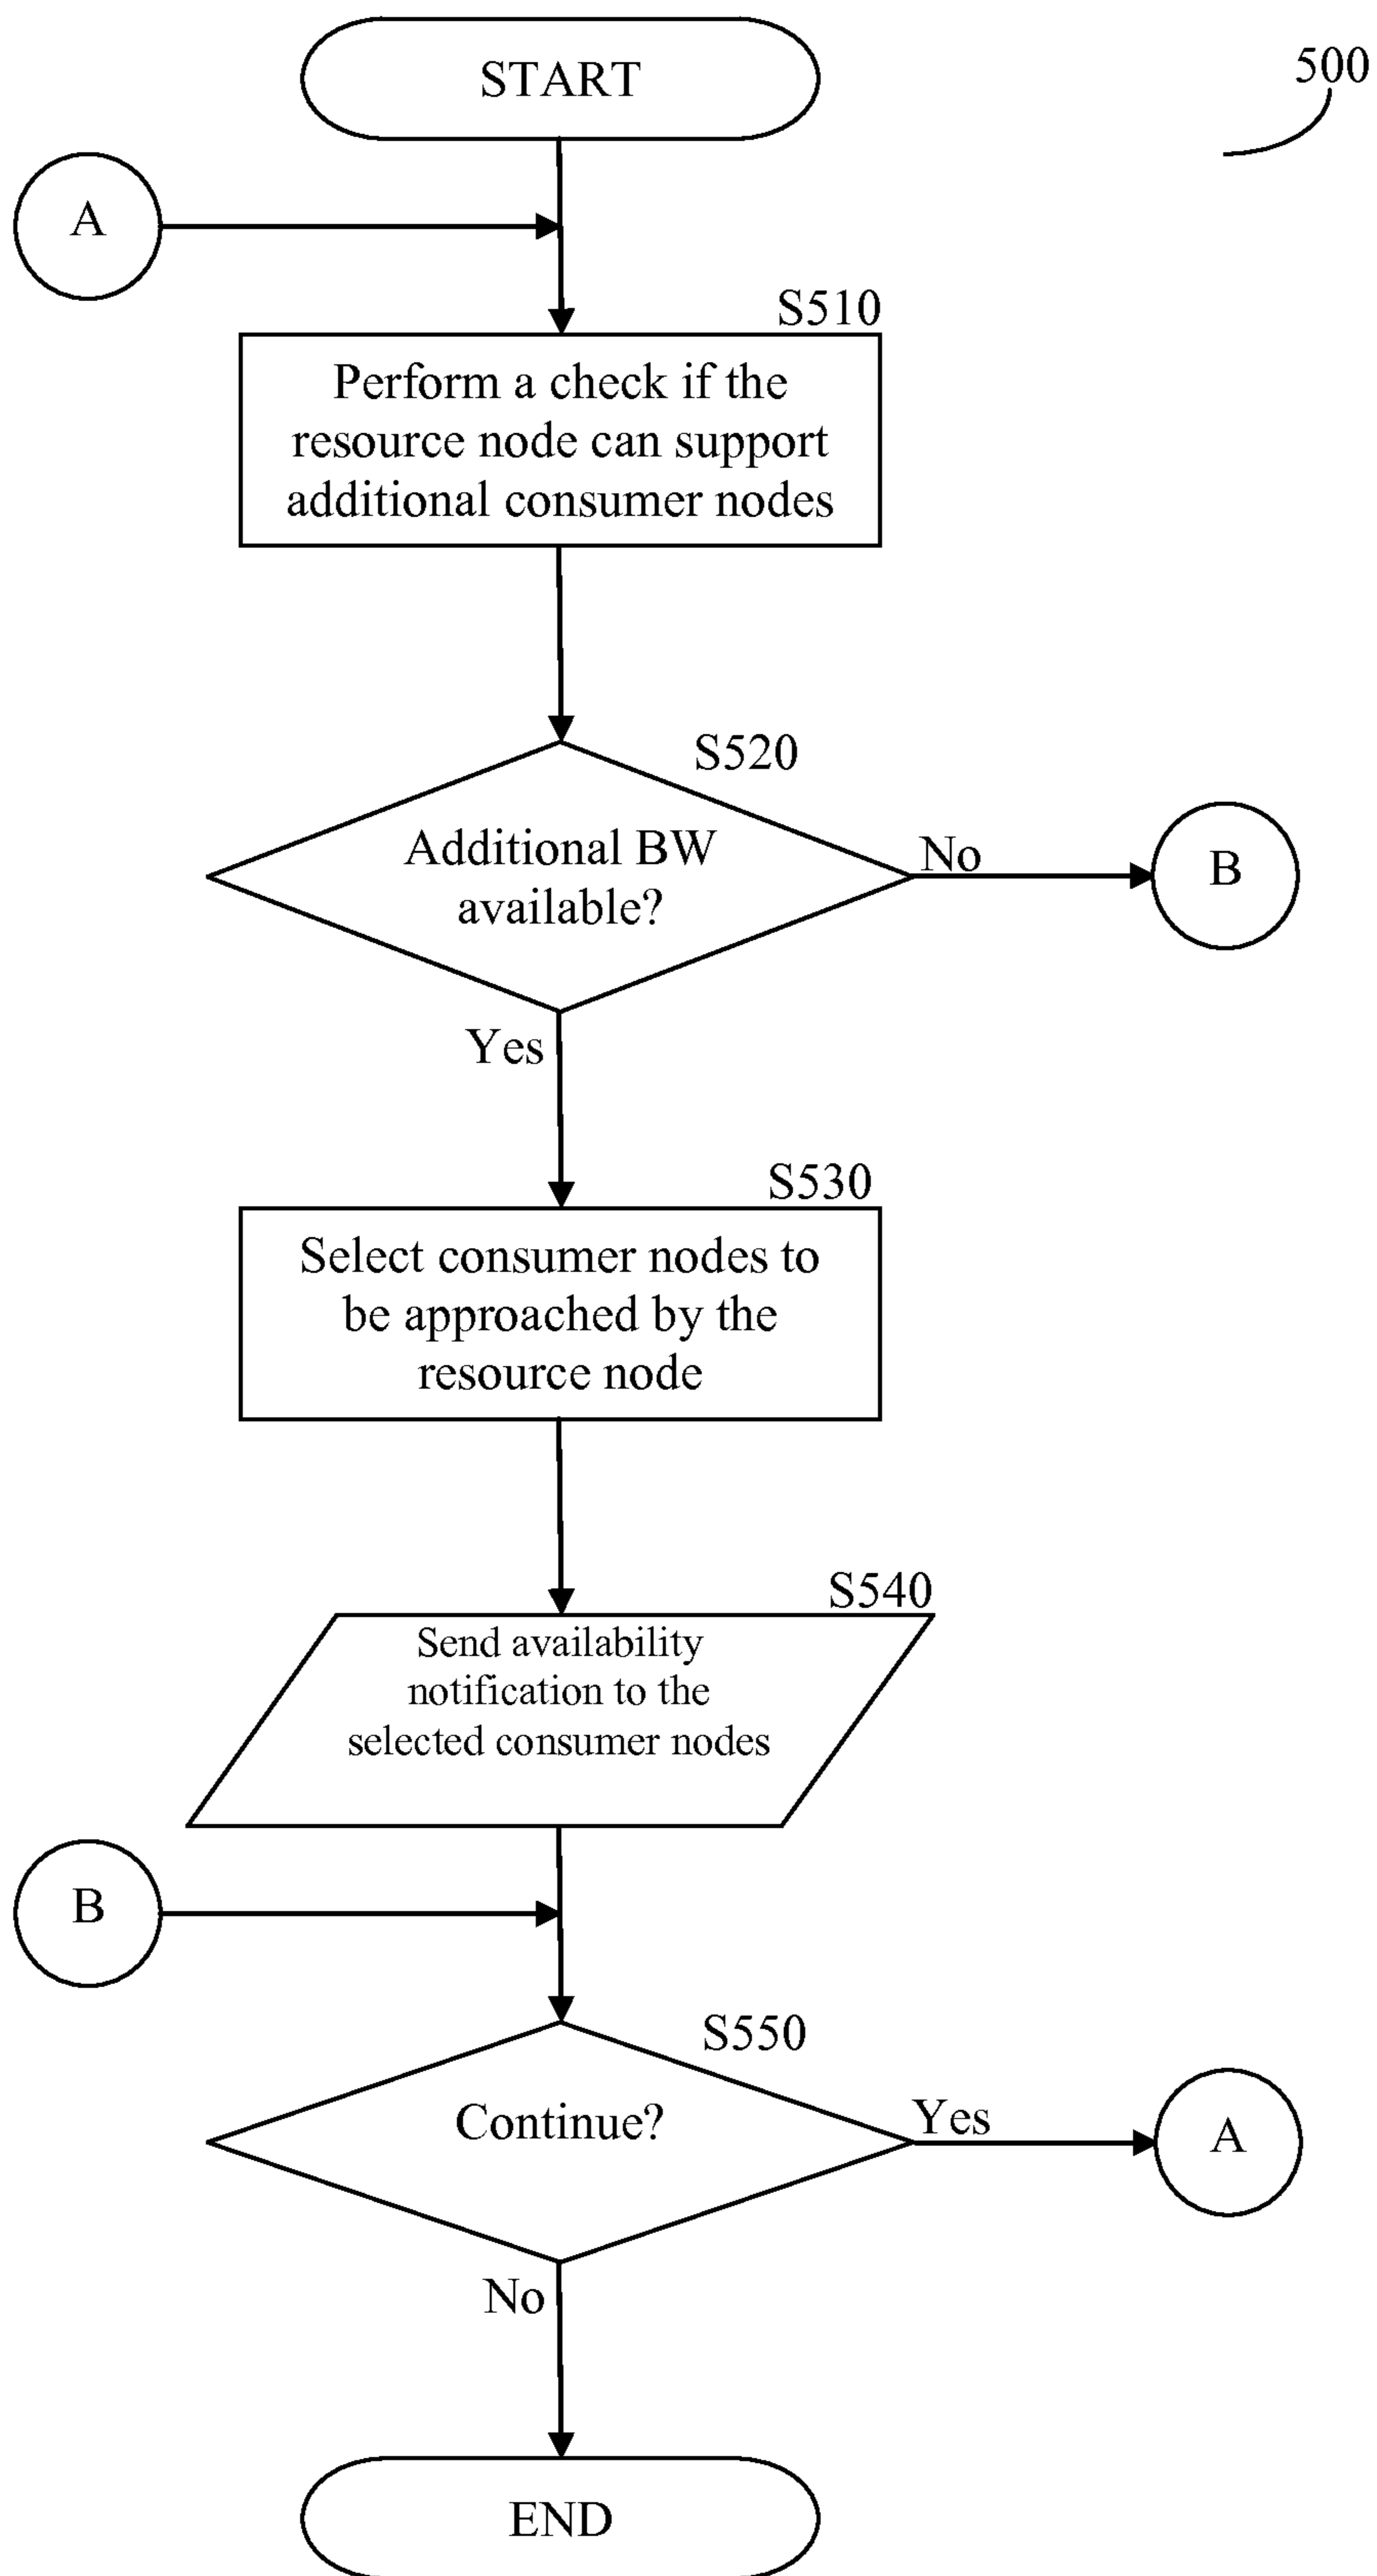 START
500
A
S510
Perform a check if the
resource node can support
additional consumer nodes
S520
Additional BW
available?
No
B
Yes
S530
Select consumer nodes to
be approached by the
resource node
S540
Send availability
notification to the
selected consumer nodes
B
S550
Continue?
Yes
A
No
END